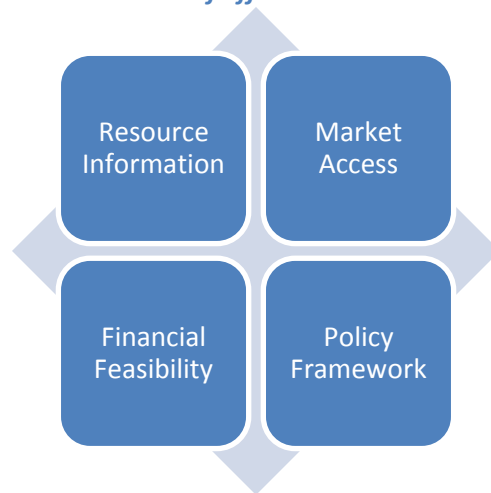 Resource
Information
Market
Access
Financial
Feasibility
Policy
Framework